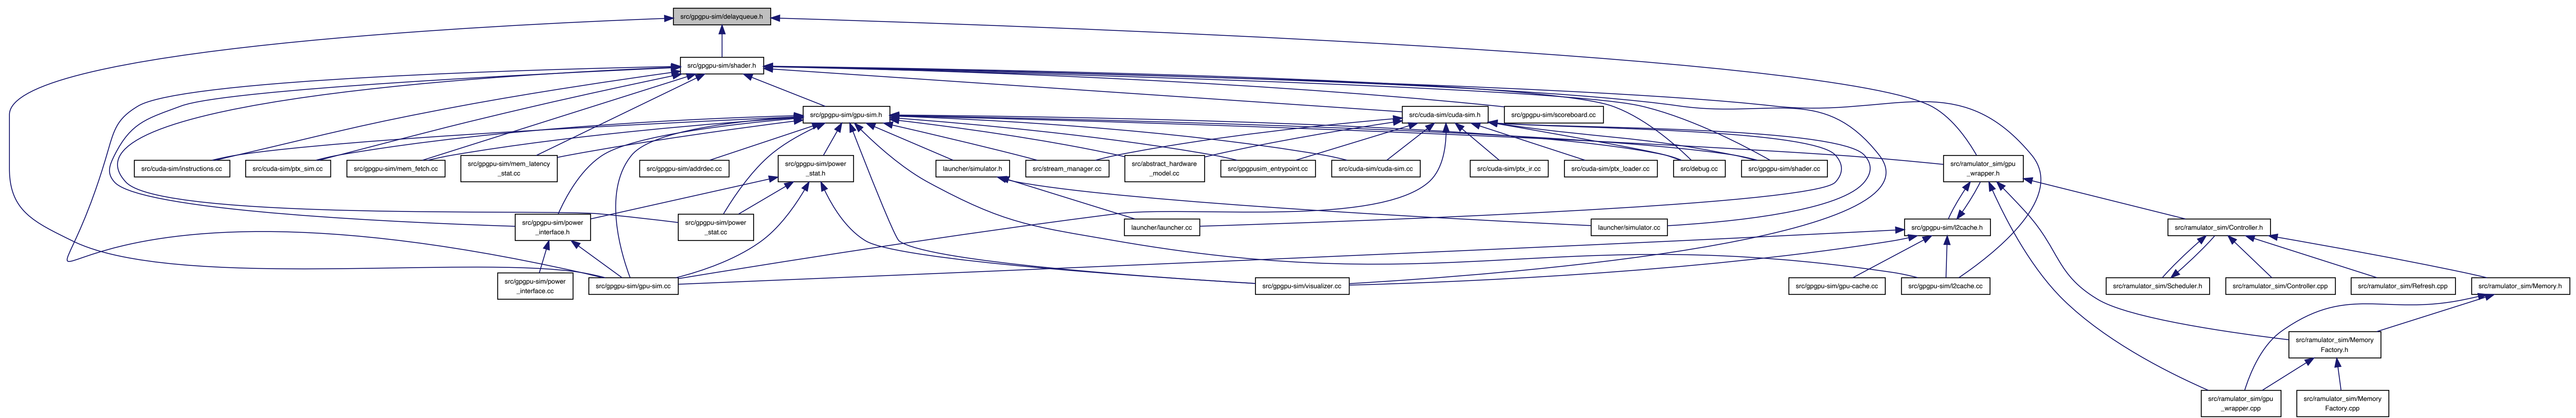 src/gpgpu-sim/delayqueue.h
src/gpgpu-sim/shader.h
src/gpgpu-sim/gpu-sim.h
src/cuda-sim/cuda-sim.h
src/gpgpu-sim/scoreboard.cc
src/cuda-sim/instructions.cc
src/cuda-sim/ptx_sim.cc
src/gpgpu-sim/mem_fetch.cc
src/gpgpu-sim/mem_latency
_stat.cc
src/gpgpu-sim/addrdec.cc
src/gpgpu-sim/power
_stat.h
launcher/simulator.h
src/stream_manager.cc
src/abstract_hardware
_model.cc
src/gpgpusim_entrypoint.cc
src/cuda-sim/cuda-sim.cc
src/cuda-sim/ptx_ir.cc
src/cuda-sim/ptx_loader.cc
src/debug.cc
src/gpgpu-sim/shader.cc
src/ramulator_sim/gpu
_wrapper.h
src/gpgpu-sim/power
_interface.h
src/gpgpu-sim/power
_stat.cc
launcher/launcher.cc
launcher/simulator.cc
src/gpgpu-sim/l2cache.h
src/ramulator_sim/Controller.h
src/gpgpu-sim/power
_interface.cc
src/gpgpu-sim/gpu-sim.cc
src/gpgpu-sim/visualizer.cc
src/gpgpu-sim/gpu-cache.cc
src/gpgpu-sim/l2cache.cc
src/ramulator_sim/Scheduler.h
src/ramulator_sim/Controller.cpp
src/ramulator_sim/Refresh.cpp
src/ramulator_sim/Memory.h
src/ramulator_sim/Memory
Factory.h
src/ramulator_sim/gpu
_wrapper.cpp
src/ramulator_sim/Memory
Factory.cpp